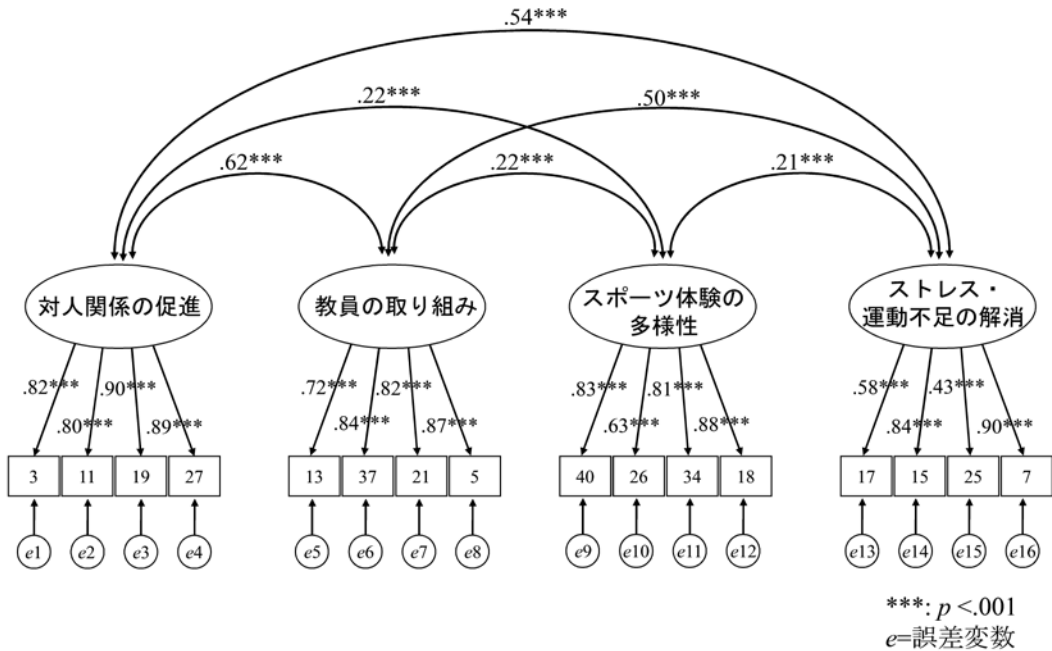 .54***
.22***
.50***
.62***
.22***
.21***
対人関係の促進
教員の取り組み
スポーツ体験の
多様性
ストレス・
運動不足の解消
.82***
.90***
.80***
.89***
.72***
.82***
.84***
.87***
.83***
.81***
.63***
.88***
.58***
.43***
.84***
.90***
3 11 19 27
13 37 21 5
40 26 34 18
17 15 25 7
e1 e2 e3 e4
e5 e6 e7 e8
e9 e10 e11 e12
e13 e14 e15 e16
***: p <.001
e=誤差変数